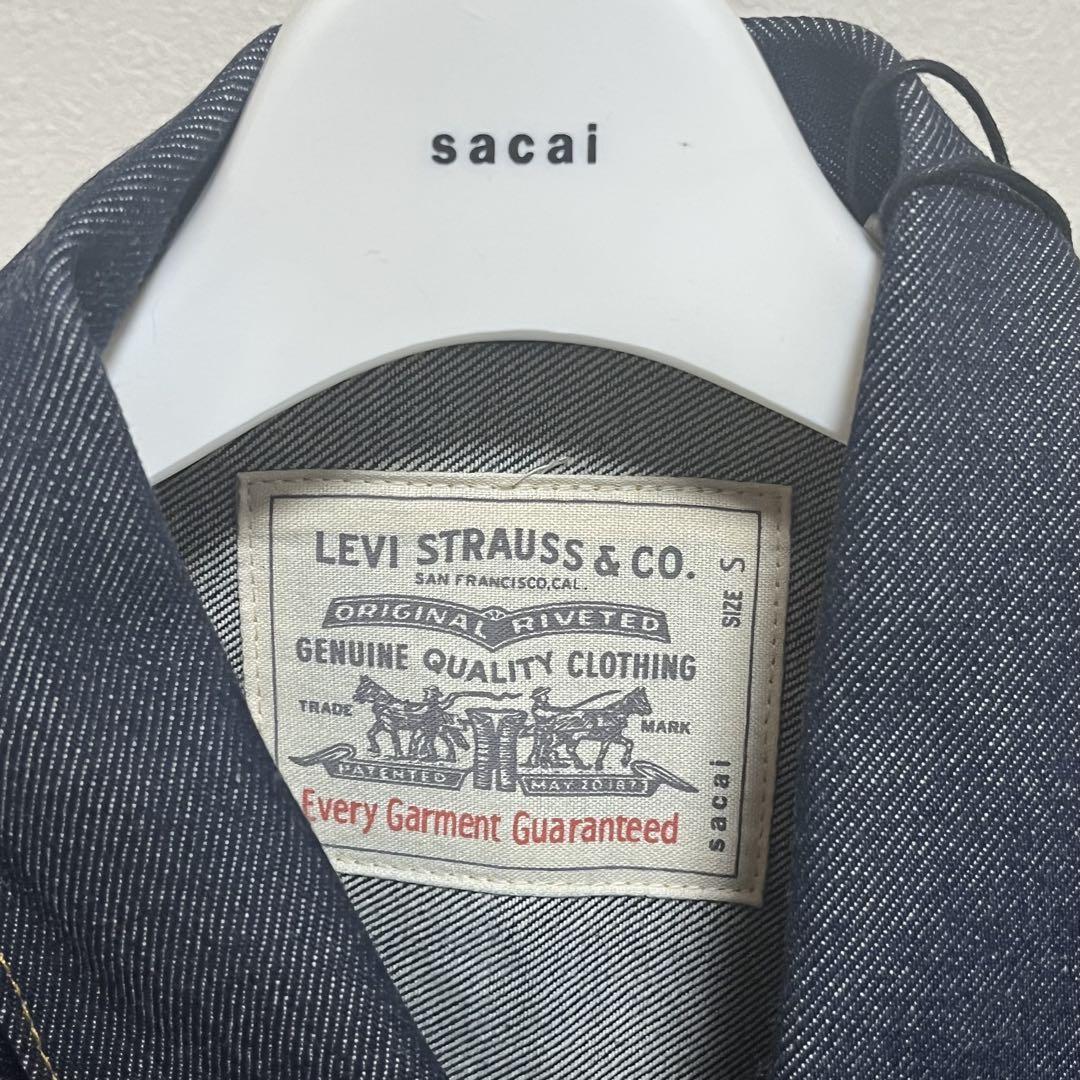 sacai
LEVI STRAUSS & CO.
SAN FRANCISCO, CAL.
ORIGINAL RIVETED
GENUINE QUALITY CLOTHING
TRADE MARK
PATENTED MAY 20 1873
Every Garment Guaranteed
SIZE S
sacai